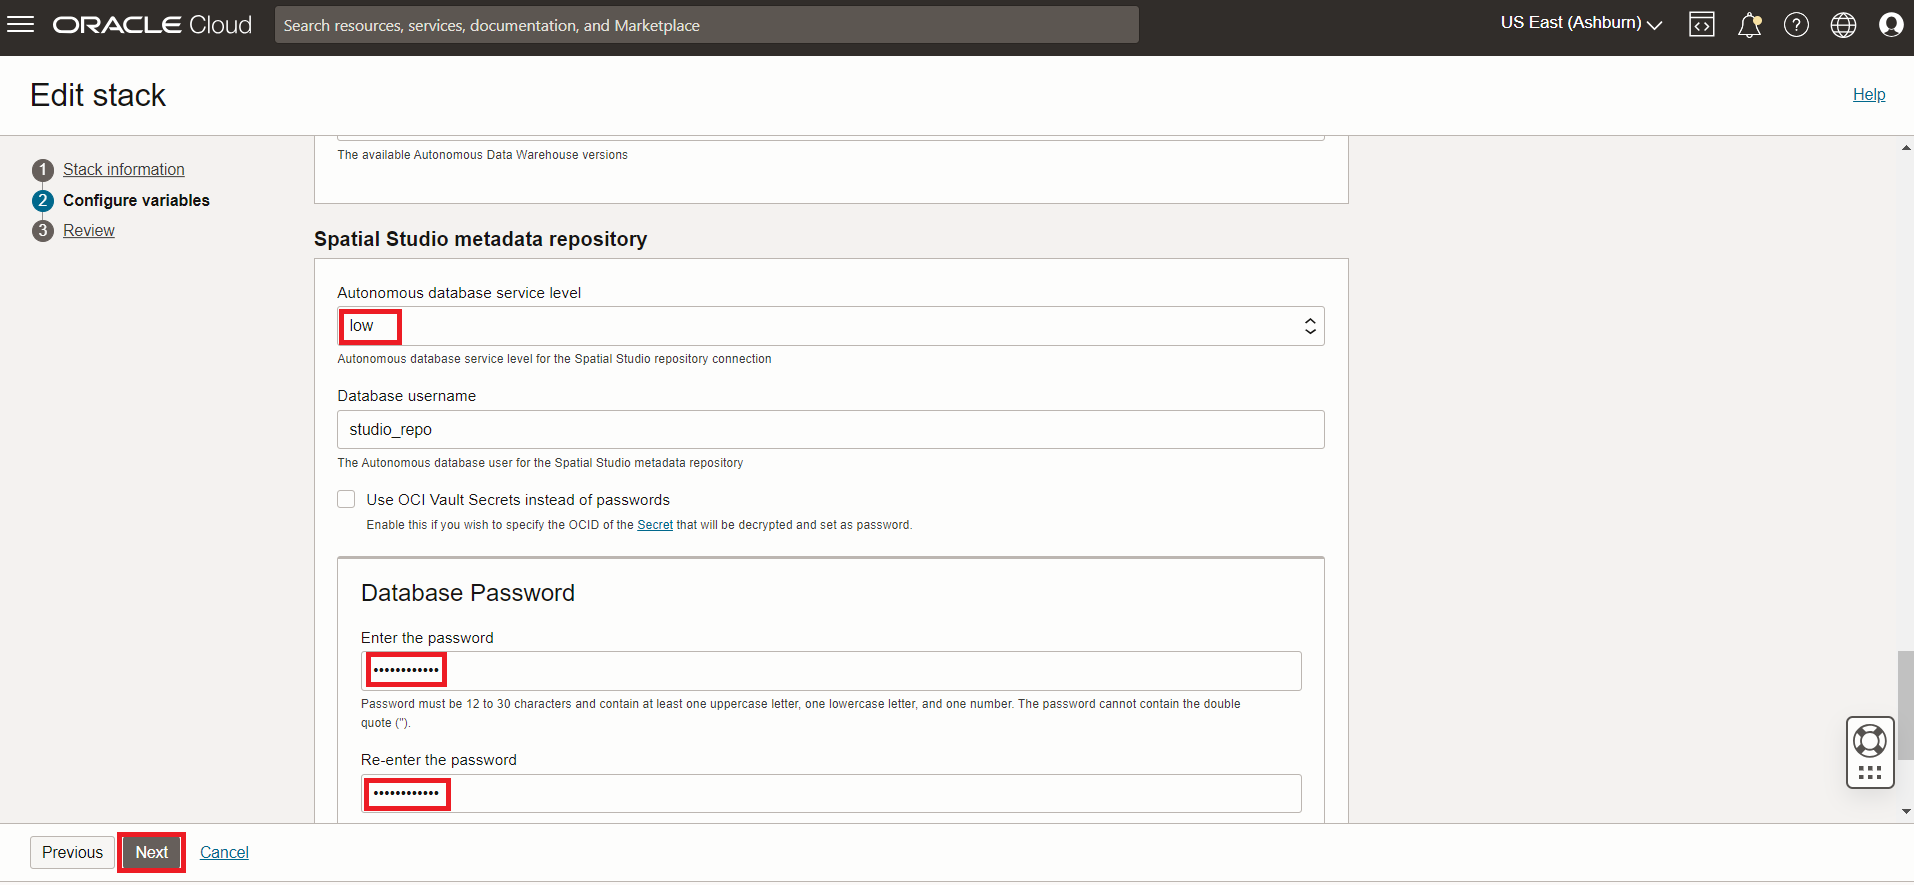 ORACLE Cloud
Search resources, services, documentation, and Marketplace
US East (Ashburn)
Edit stack
Help
1 Stack information
2 Configure variables
3 Review
The available Autonomous Data Warehouse versions
Spatial Studio metadata repository
Autonomous database service level
low
Autonomous database service level for the Spatial Studio repository connection
Database username
studio_repo
The Autonomous database user for the Spatial Studio metadata repository
Use OCI Vault Secrets instead of passwords
Enable this if you wish to specify the OCID of the Secret that will be decrypted and set as password.
Database Password
Enter the password
••••••••••••
Password must be 12 to 30 characters and contain at least one uppercase letter, one lowercase letter, and one number. The password cannot contain the double
quote (").
Re-enter the password
••••••••••••
Previous Next Cancel